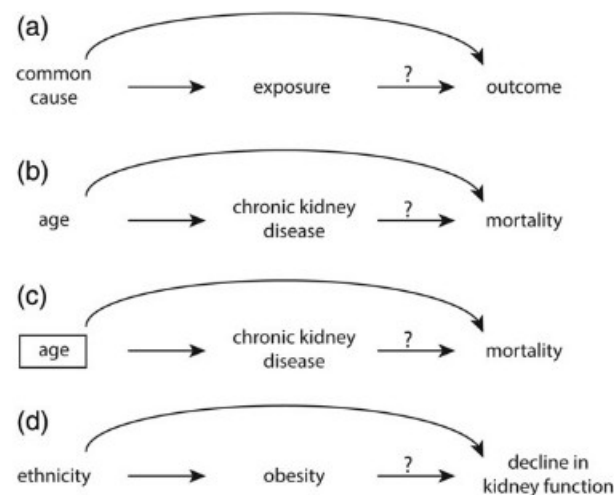 (a)
common
cause
exposure
?
outcome
(b)
age
chronic kidney
disease
?
mortality
(c)
age
chronic kidney
disease
?
mortality
(d)
ethnicity
obesity
?
decline in
kidney function